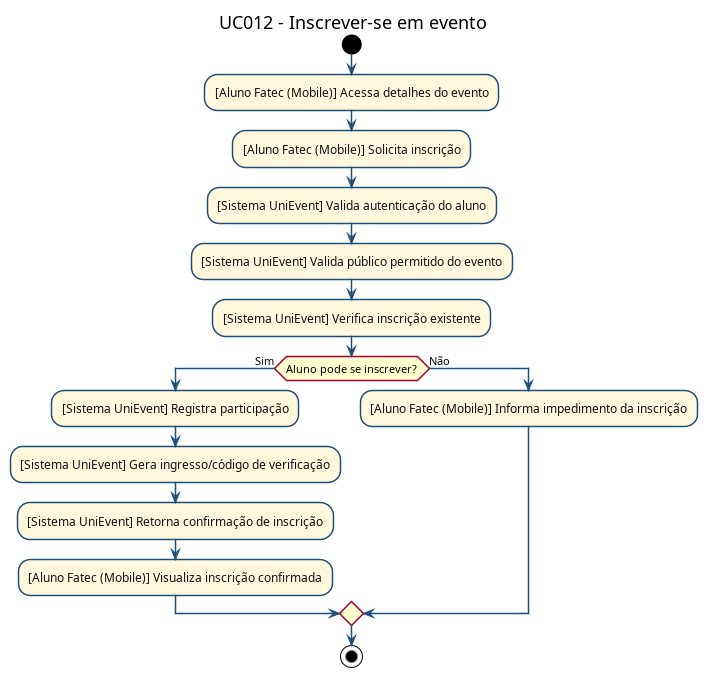 UC012 - Inscrever-se em evento
[Aluno Fatec (Mobile)] Acessa detalhes do evento
[Aluno Fatec (Mobile)] Solicita inscrição
[Sistema UniEvent] Valida autenticação do aluno
[Sistema UniEvent] Valida público permitido do evento
[Sistema UniEvent] Verifica inscrição existente
Aluno pode se inscrever?
Sim
[Sistema UniEvent] Registra participação
[Sistema UniEvent] Gera ingresso/código de verificação
[Sistema UniEvent] Retorna confirmação de inscrição
[Aluno Fatec (Mobile)] Visualiza inscrição confirmada
Não
[Aluno Fatec (Mobile)] Informa impedimento da inscrição